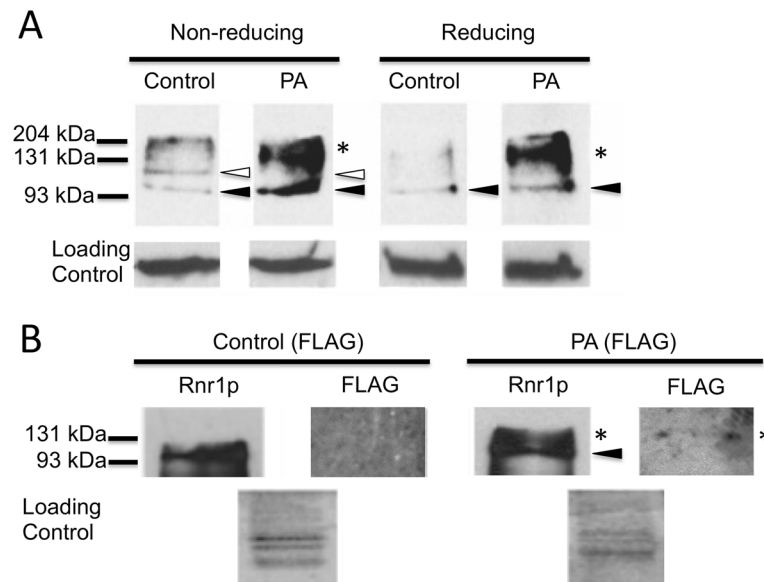 A
Non-reducing Reducing
Control PA Control PA
204 kDa
131 kDa *
*
93 kDa
Loading
Control
B
Control (FLAG) PA (FLAG)
Rnr1p FLAG Rnr1p FLAG
131 kDa * *
93 kDa
Loading
Control